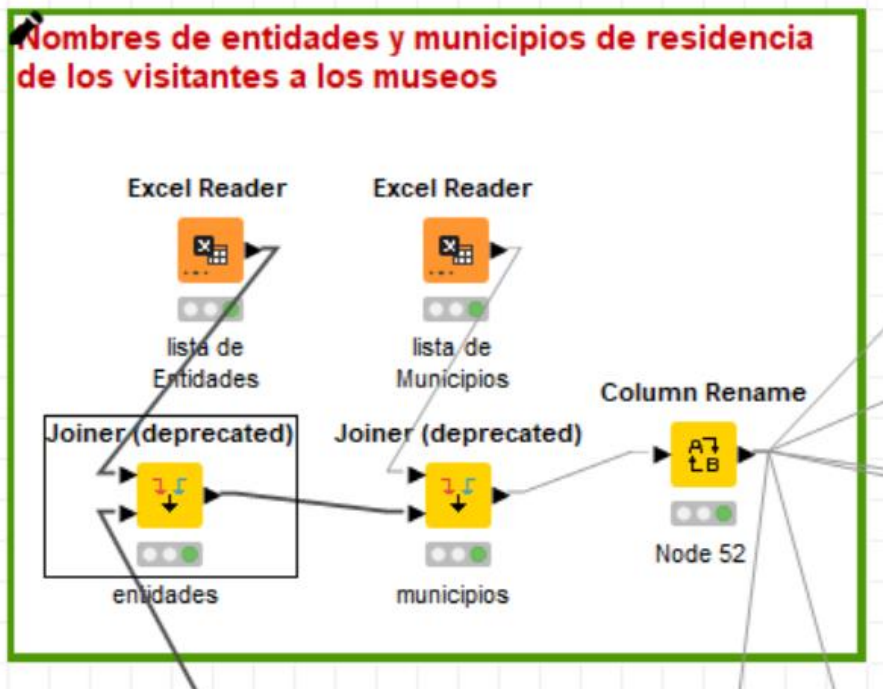 Nombres de entidades y municipios de residencia
de los visitantes a los museos
Excel Reader
Excel Reader
lista de
Entidades
lista de
Municipios
Column Rename
Joiner (deprecated)
Joiner (deprecated)
A
B
Node 52
entidades
municipios